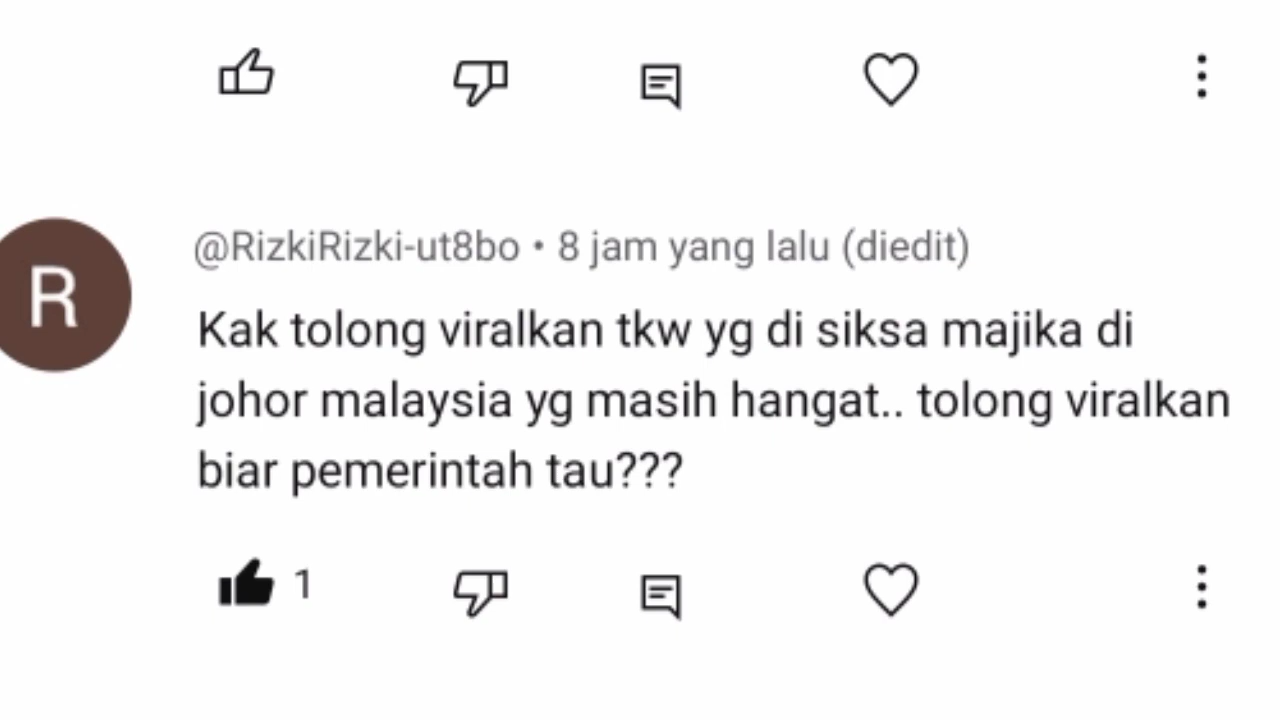 R
@RizkiRizki-ut8bo • 8 jam yang lalu (diedit)
Kak tolong viralkan tkw yg di siksa majika di
johor malaysia yg masih hangat.. tolong viralkan
biar pemerintah tau???
1